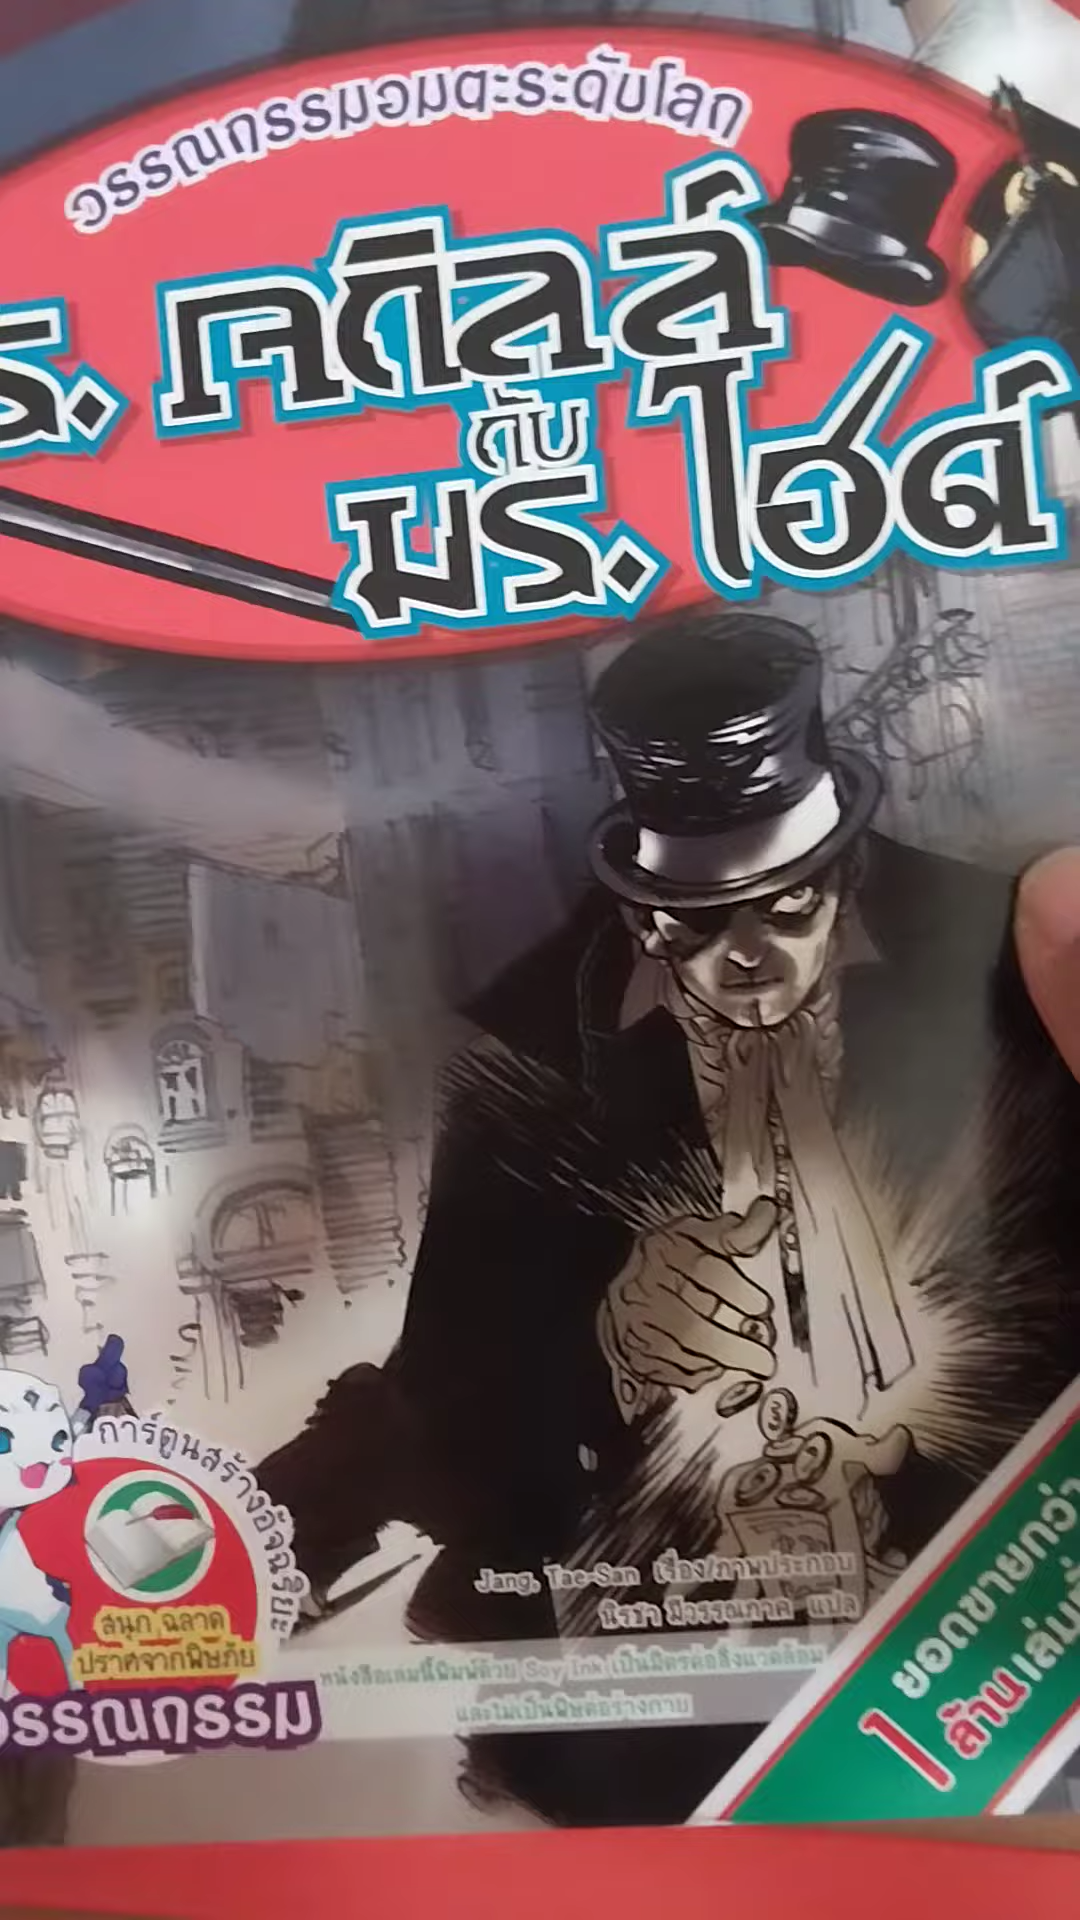 วรรณกรรมอมตะระดับโลก
ร. เจคิลล์
กับ
มร. ไฮด์
การ์ตูนสร้างอัจฉริยะ
สนุก ฉลาด
ปราศจากพิษภัย
วรรณกรรม
Jang, Tae-San เรื่อง/ภาพประกอบ
นิรชา มีวรรณภาค แปล
หนังสือเล่มนี้พิมพ์ด้วย Soy Ink เป็นมิตรต่อสิ่งแวดล้อม
และไม่เป็นพิษต่อร่างกาย
ยอดขายกว่า
1 ล้านเล่ม